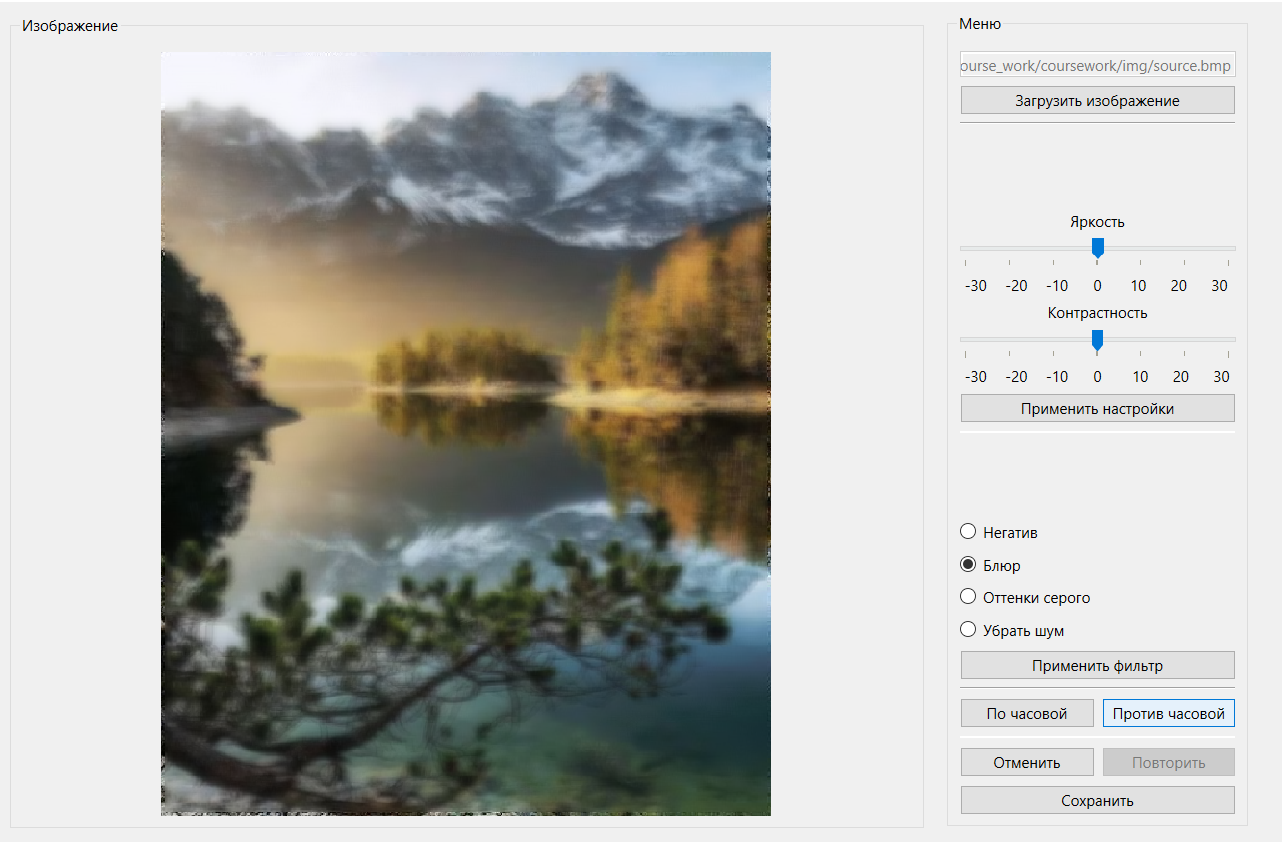 Изображение
Меню
ourse_work/coursework/img/source.bmp
Загрузить изображение
Яркость
-30 -20 -10 0 10 20 30
Контрастность
-30 -20 -10 0 10 20 30
Применить настройки
Негатив
Блюр
Оттенки серого
Убрать шум
Применить фильтр
По часовой Против часовой
Отменить Повторить
Сохранить